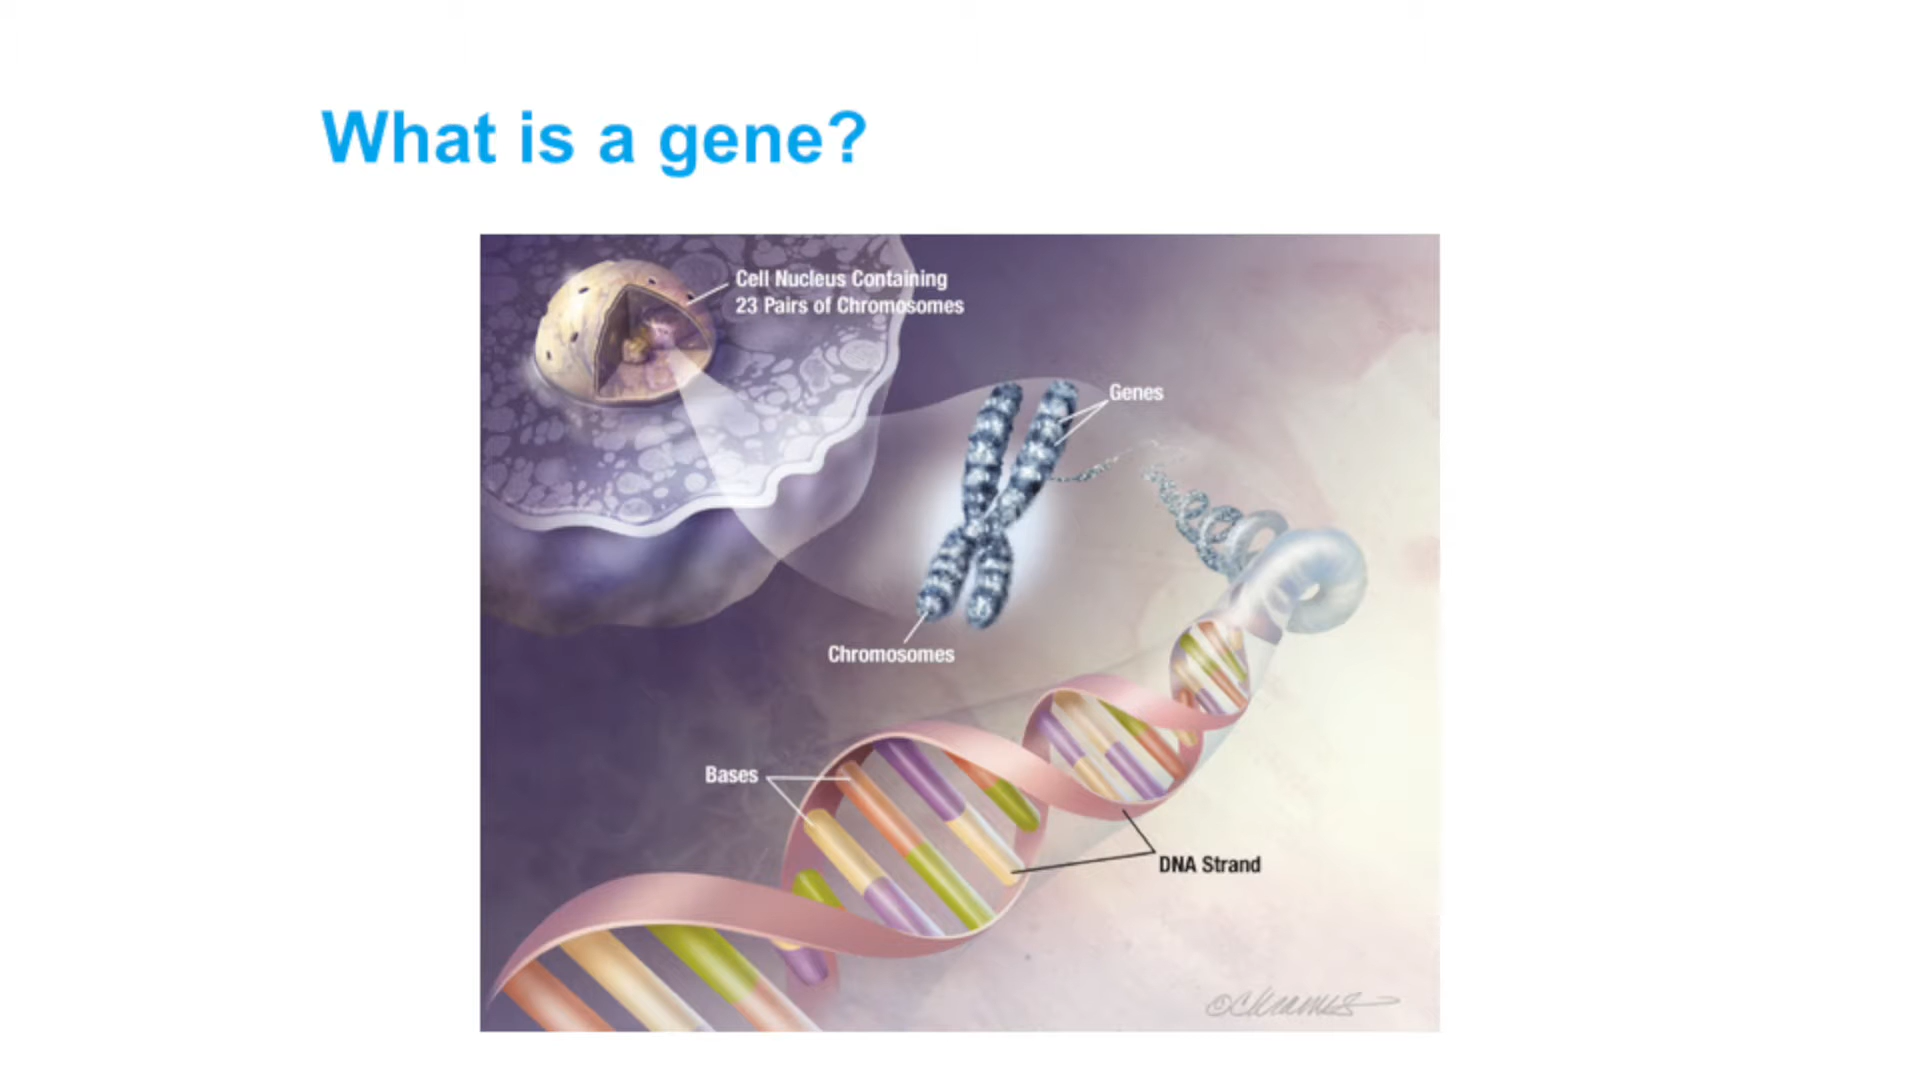 What is a gene?
Cell Nucleus Containing
23 Pairs of Chromosomes
Genes
Chromosomes
Bases
DNA Strand